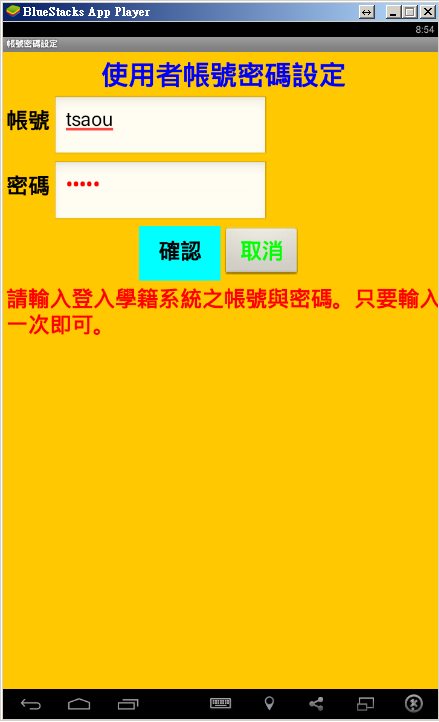 BlueStacks App Player
8:54
帳號密碼設定
使用者帳號密碼設定
帳號 tsaou
密碼 •••••
確認 取消
請輸入登入學籍系統之帳號與密碼。只要輸入
一次即可。